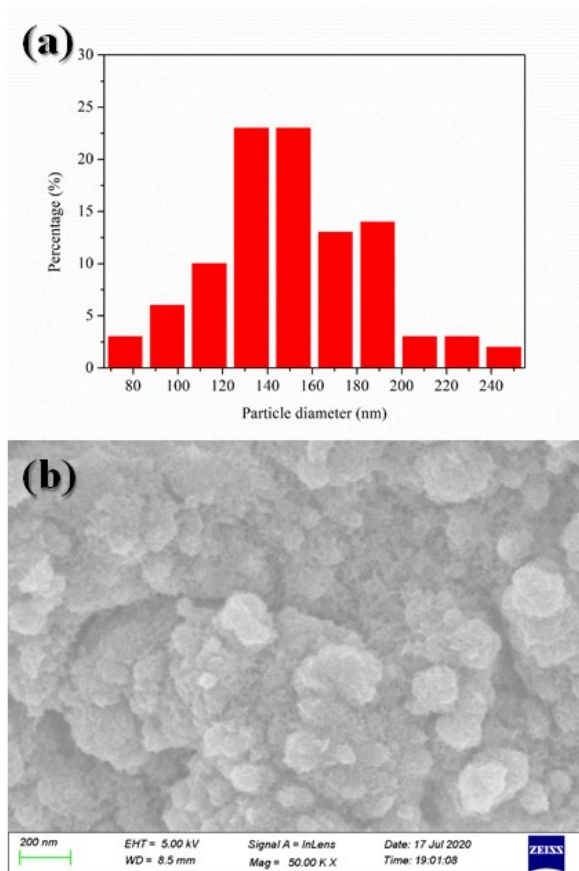 (a)
30
25
20
15
10
5
0
Percentage (%)
80 100 120 140 160 180 200 220 240
Particle diameter (nm)
(b)
200 nm EHT = 5.00 kV Signal A = InLens Date: 17 Jul 2020
WD = 8.5 mm Mag = 50.00 K X Time: 19:01:08
ZEISS